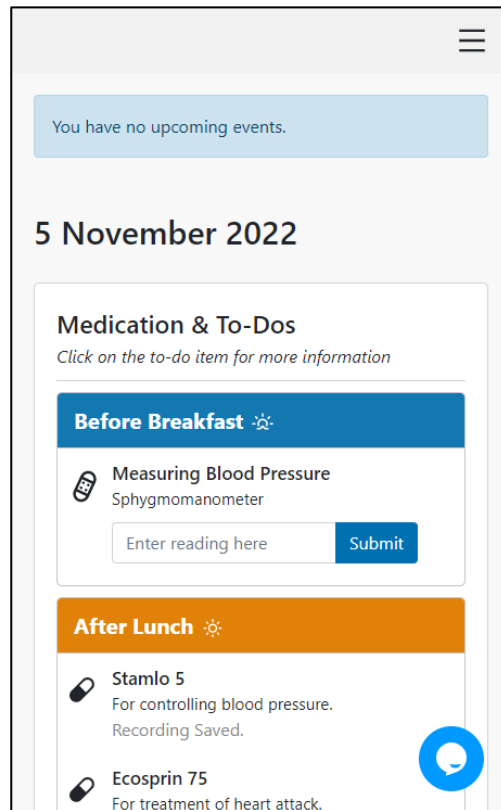 You have no upcoming events.
5 November 2022
Medication & To-Dos
Click on the to-do item for more information
Before Breakfast
Measuring Blood Pressure
Sphygmomanometer
Enter reading here
Submit
After Lunch
Stamlo 5
For controlling blood pressure.
Recording Saved.
Ecosprin 75
For treatment of heart attack.